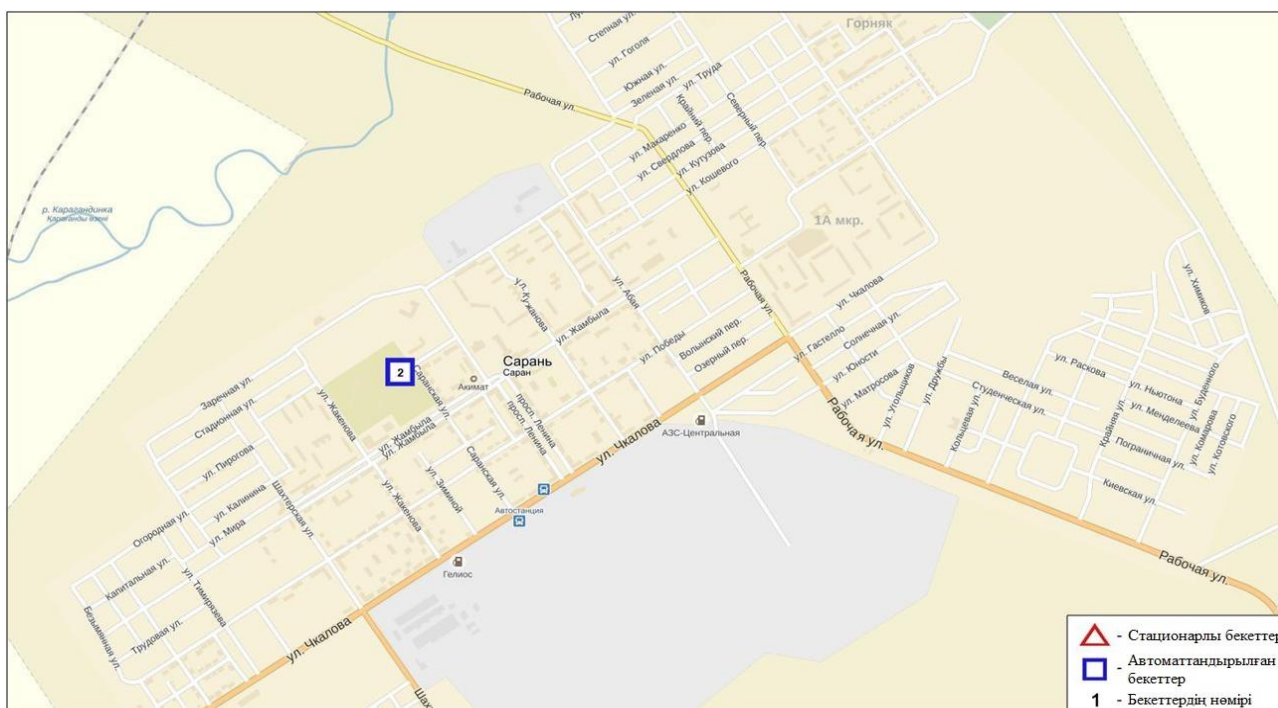 Горняк
Степная ул.
ул. Гоголя
Южная ул.
Зеленая ул.
ул. Труда
Рабочая ул.
Крайний пер.
Северный пер.
ул. Макаренко
ул. Свердлова
ул. Кутузова
ул. Кошевого
р. Карагандинка
Қарағанды өзені
1А мкр.
ул. Химиков
Рабочая ул.
ул. Кужанова
ул. Абая
ул. Жамбыла
ул. Чкалова
ул. Победы
Волынский пер.
Озерный пер.
ул. Гастелло
Солнечная ул.
ул. Юности
ул. Матросова
ул. Угольщиков
ул. Дружбы
Веселая ул.
Студенческая ул.
Кольцевая ул.
ул. Раскова
ул. Ньютона
ул. Буденного
ул. Менделеева
Крайняя ул.
ул. Комарова
ул. Котовского
Пограничная ул.
Киевская ул.
2
Сарань
Саран
Акимат
Саранская ул.
просп. Ленина
просп. Ленина
Заречная ул.
Стадионная ул.
ул. Жакенова
ул. Жамбыла
ул. Жамбыла
ул. Пирогова
ул. Калинина
ул. Мира
Огородная ул.
Шахтерская ул.
ул. Жакенова
ул. Зиминой
Саранская ул.
АЗС-Центральная
ул. Чкалова
Рабочая ул.
Автостанция
Гелиос
Капитальная ул.
ул. Тимирязева
Безымянная ул.
Трудовая ул.
ул. Чкалова
Рабочая ул.
- Стационарлы бекеттер
- Автоматтандырылған
бекеттер
1 - Бекеттердің нөмірі